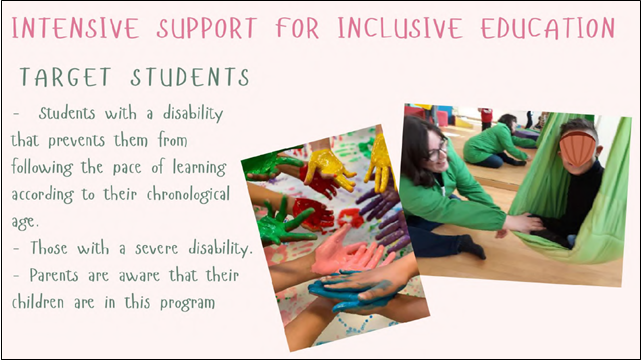 INTENSIVE SUPPORT FOR INCLUSIVE EDUCATION
TARGET STUDENTS
- Students with a disability
that prevents them from
following the pace of learning
according to their chronological
age.
- Those with a severe disability.
- Parents are aware that their
children are in this program